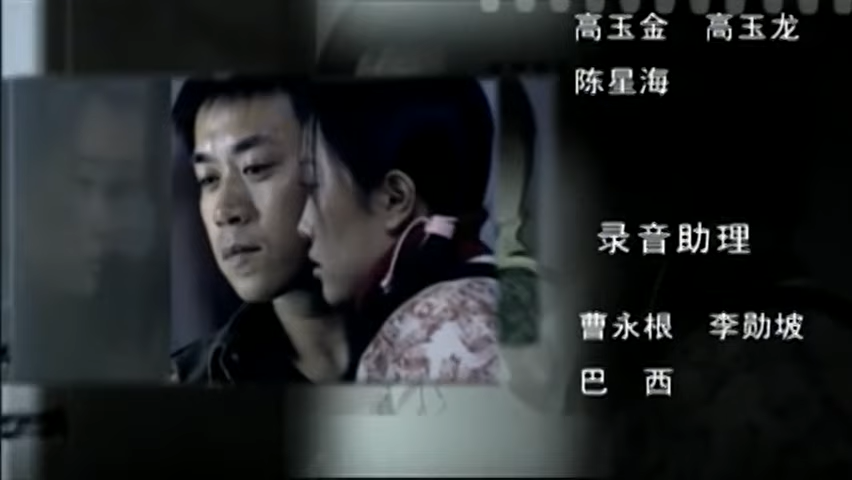 高玉金 高玉龙
陈星海
录音助理
曹永根 李勋坡
巴 西